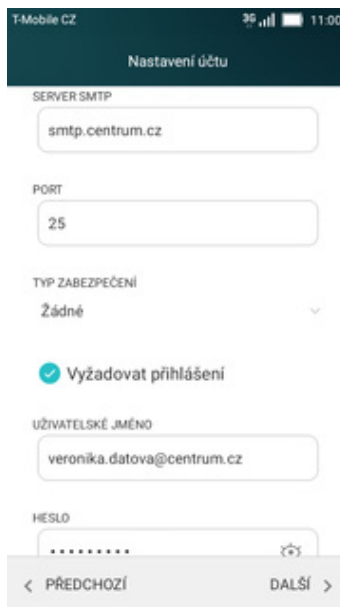 T-Mobile CZ 3G 11:00
Nastavení účtu
SERVER SMTP
smtp.centrum.cz
PORT
25
TYP ZABEZPEČENÍ
Žádné
Vyžadovat přihlášení
UŽIVATELSKÉ JMÉNO
veronika.datova@centrum.cz
HESLO
•••••••••
PŘEDCHOZÍ DALŠÍ